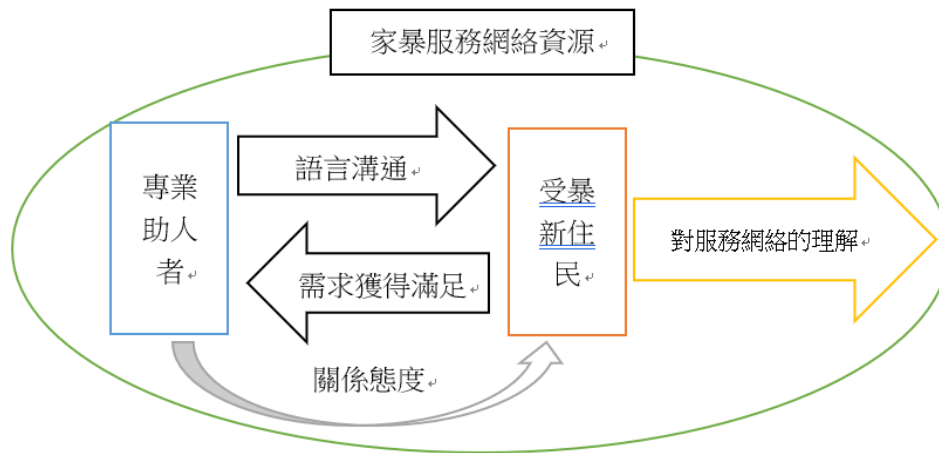 家暴服務網絡資源
專業
助人
者
語言溝通
受暴
新住
民
需求獲得滿足
對服務網絡的理解
關係態度